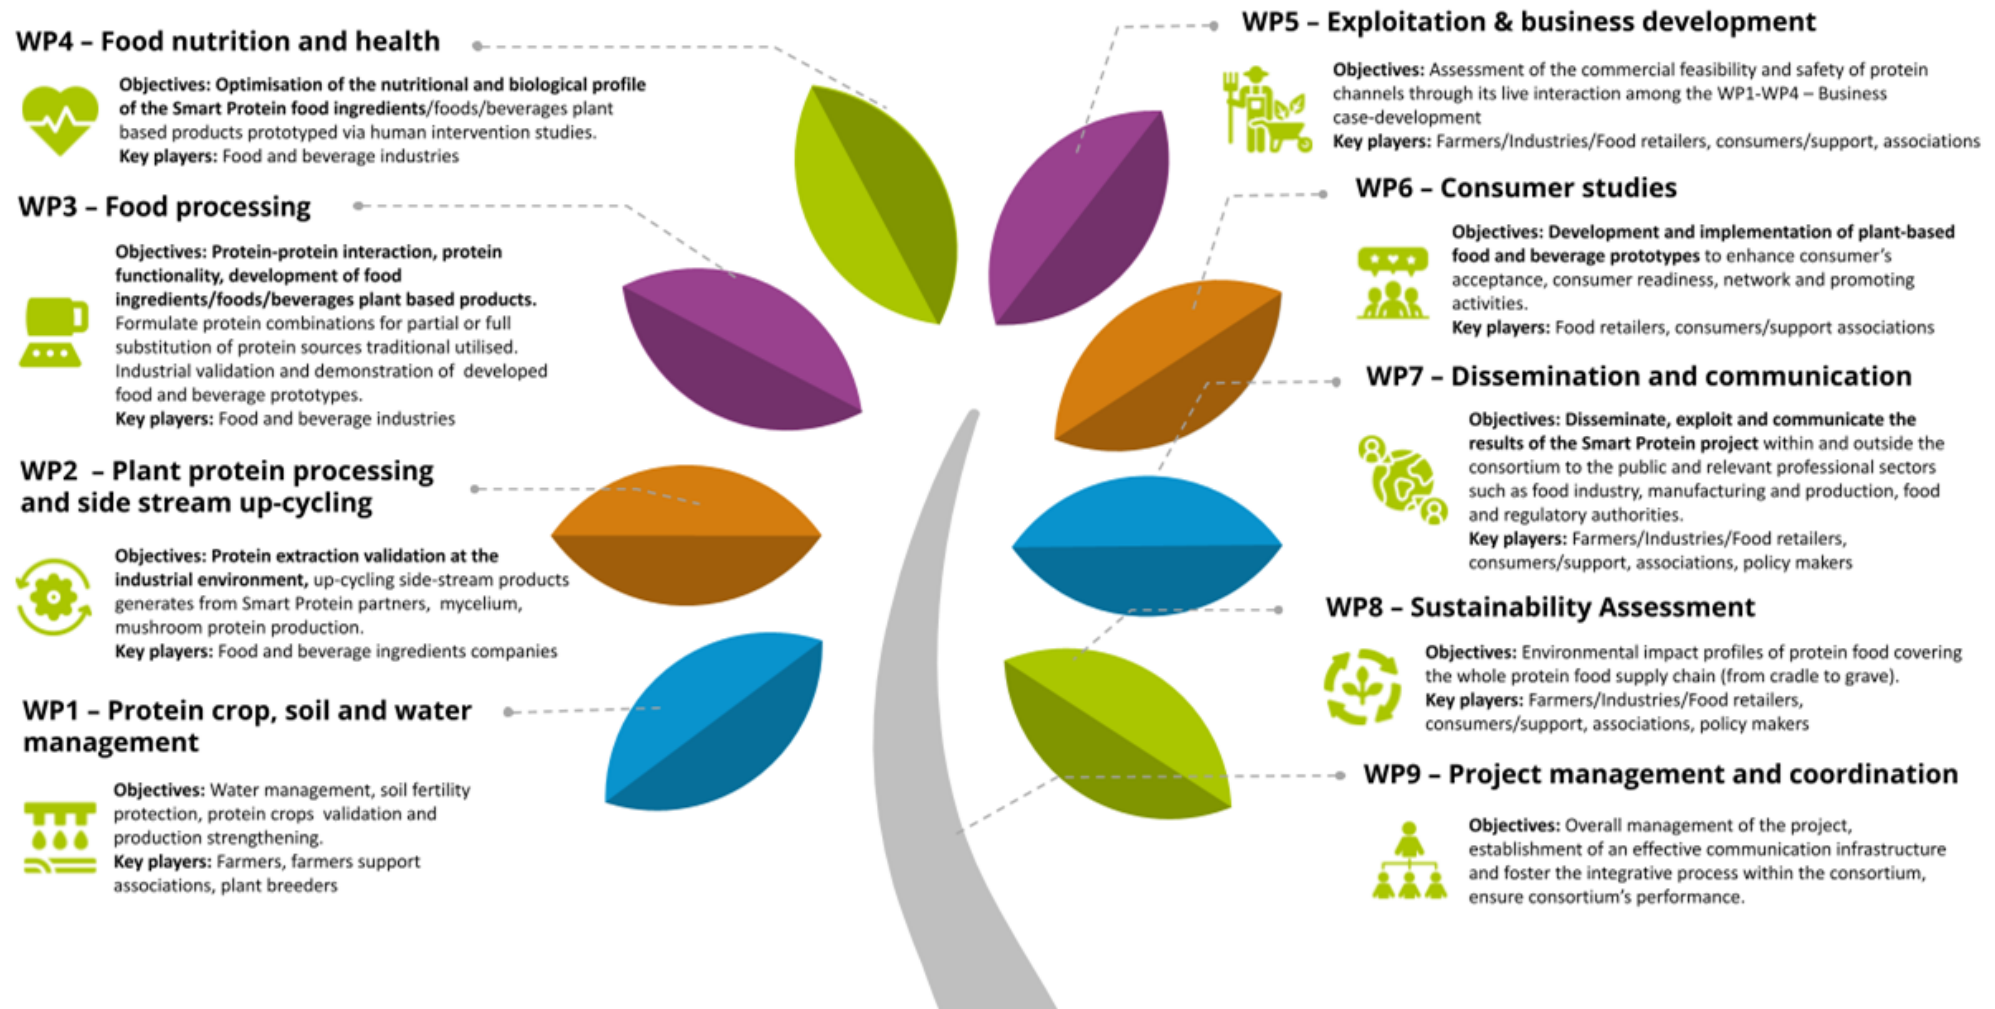 WP4 – Food nutrition and health
Objectives: Optimisation of the nutritional and biological profile
of the Smart Protein food ingredients/foods/beverages plant
based products prototyped via human intervention studies.
Key players: Food and beverage industries
WP3 – Food processing
Objectives: Protein-protein interaction, protein
functionality, development of food
ingredients/foods/beverages plant based products.
Formulate protein combinations for partial or full
substitution of protein sources traditional utilised.
Industrial validation and demonstration of developed
food and beverage prototypes.
Key players: Food and beverage industries
WP2 – Plant protein processing
and side stream up-cycling
Objectives: Protein extraction validation at the
industrial environment, up-cycling side-stream products
generates from Smart Protein partners, mycelium,
mushroom protein production.
Key players: Food and beverage ingredients companies
WP1 – Protein crop, soil and water
management
Objectives: Water management, soil fertility
protection, protein crops validation and
production strengthening.
Key players: Farmers, farmers support
associations, plant breeders
WP5 – Exploitation & business development
Objectives: Assessment of the commercial feasibility and safety of protein
channels through its live interaction among the WP1-WP4 – Business
case-development
Key players: Farmers/Industries/Food retailers, consumers/support, associations
WP6 – Consumer studies
Objectives: Development and implementation of plant-based
food and beverage prototypes to enhance consumer's
acceptance, consumer readiness, network and promoting
activities.
Key players: Food retailers, consumers/support associations
WP7 – Dissemination and communication
Objectives: Disseminate, exploit and communicate the
results of the Smart Protein project within and outside the
consortium to the public and relevant professional sectors
such as food industry, manufacturing and production, food
and regulatory authorities.
Key players: Farmers/Industries/Food retailers,
consumers/support, associations, policy makers
WP8 – Sustainability Assessment
Objectives: Environmental impact profiles of protein food covering
the whole protein food supply chain (from cradle to grave).
Key players: Farmers/Industries/Food retailers,
consumers/support, associations, policy makers
WP9 – Project management and coordination
Objectives: Overall management of the project,
establishment of an effective communication infrastructure
and foster the integrative process within the consortium,
ensure consortium's performance.